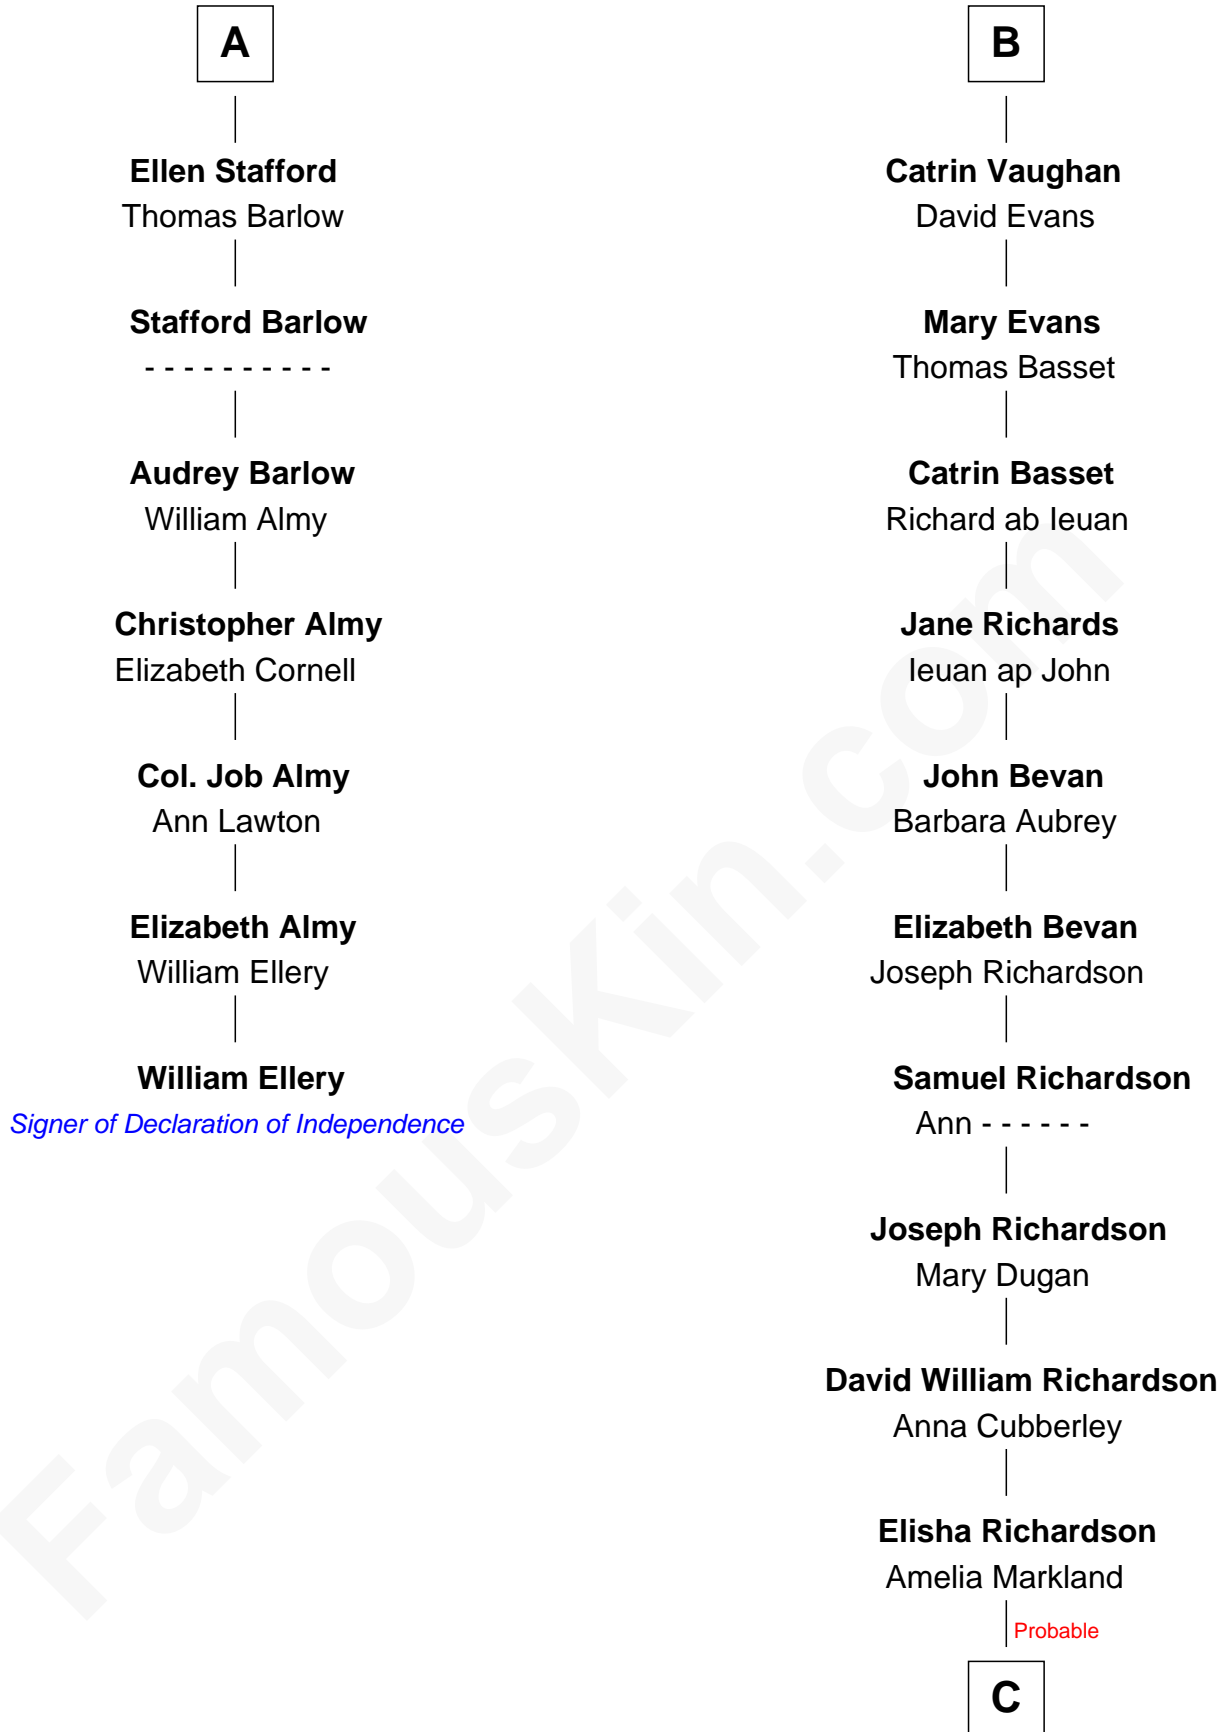 A
Ellen Stafford
Thomas Barlow
Stafford Barlow
- - - - - - - - - -
Audrey Barlow
William Almy
Christopher Almy
Elizabeth Cornell
Col. Job Almy
Ann Lawton
Elizabeth Almy
William Ellery
William Ellery
Signer of Declaration of Independence
B
Catrin Vaughan
David Evans
Mary Evans
Thomas Basset
Catrin Basset
Richard ab Ieuan
Jane Richards
Ieuan ap John
John Bevan
Barbara Aubrey
Elizabeth Bevan
Joseph Richardson
Samuel Richardson
Ann - - - - - -
Joseph Richardson
Mary Dugan
David William Richardson
Anna Cubberley
Elisha Richardson
Amelia Markland
Probable
C
FamousKin.com